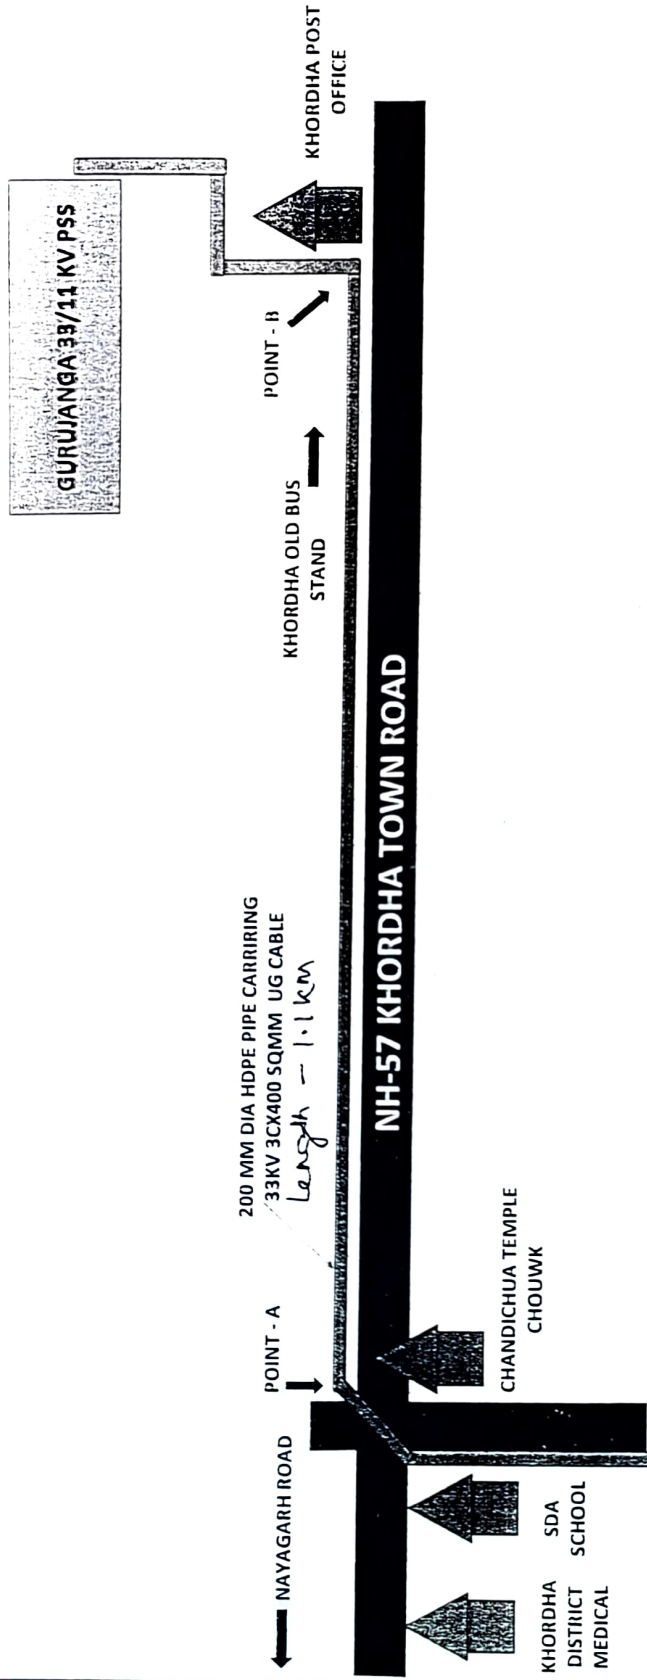 GURUJANGA 33/11 KV PSS
KHORDHA POST
OFFICE
POINT - B
KHORDHA OLD BUS
STAND
200 MM DIA HDPE PIPE CARRIRING
33KV 3CX400 SQMM UG CABLE
Length - 1.1 km
POINT - A
NAYAGARH ROAD
NH-57 KHORDHA TOWN ROAD
CHANDICHUA TEMPLE
CHOUWK
SDA
SCHOOL
KHORDHA
DISTRICT
MEDICAL